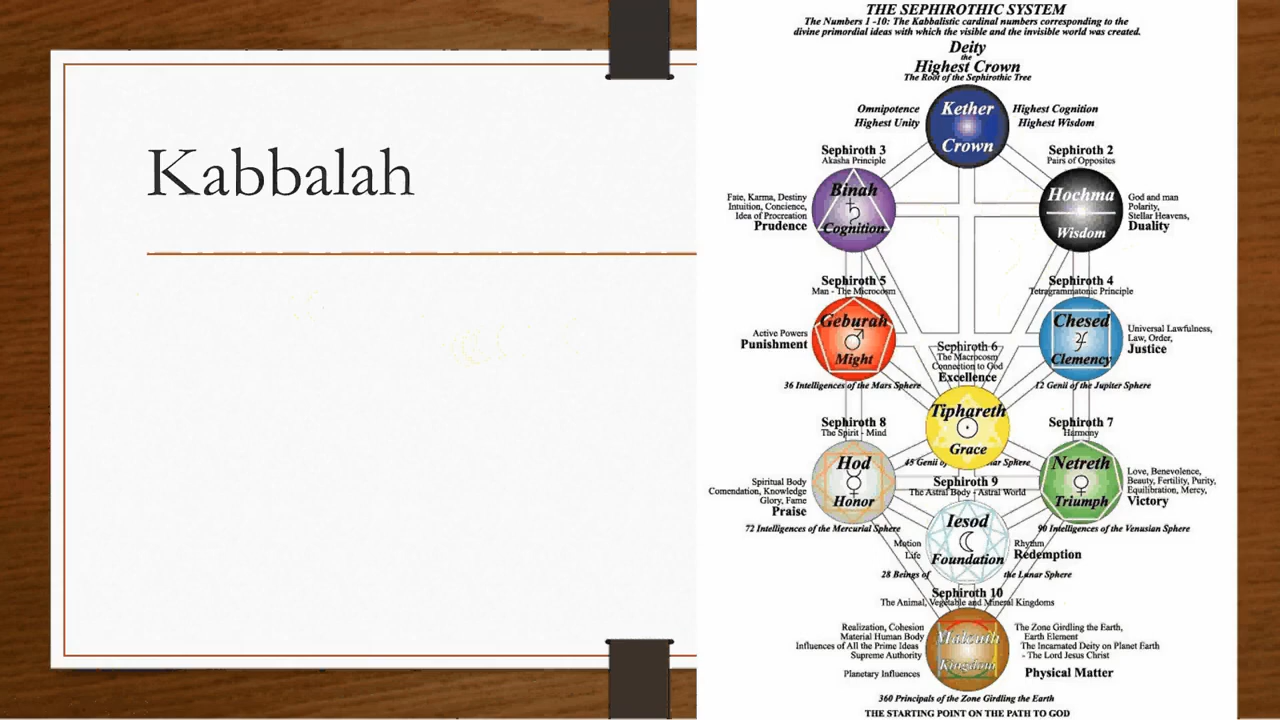 Kabbalah
THE SEPHIROTHIC SYSTEM
The Numbers 1 -10: The Kabbalistic cardinal numbers corresponding to the
divine primordial ideas with which the visible and the invisible world was created.
Deity
the
Highest Crown
The Root of the Sephirothic Tree
Omnipotence
Highest Unity
Kether
Crown
Highest Cognition
Highest Wisdom
Sephiroth 3
Akasha Principle
Fate, Karma, Destiny
Intuition, Concience,
Idea of Procreation
Prudence
Binah
Cognition
Sephiroth 2
Pairs of Opposites
Hochma
Wisdom
God and man
Polarity,
Stellar Heavens,
Duality
Sephiroth 5
Man - The Microcosm
Active Powers
Punishment
Geburah
Might
36 Intelligences of the Mars Sphere
Sephiroth 4
Tetragrammatonic Principle
Chesed
Clemency
Universal Lawfulness,
Law, Order,
Justice
12 Genii of the Jupiter Sphere
Sephiroth 6
The Macrocosm
Connection to God
Excellence
Tiphareth
Grace
45 Genii of lar Sphere
Sephiroth 8
The Spirit - Mind
Spiritual Body
Comendation, Knowledge
Glory, Fame
Praise
Hod
Honor
72 Intelligences of the Mercurial Sphere
Sephiroth 7
Harmony
Netreth
Triumph
Love, Benevolence,
Beauty, Fertility, Purity,
Equilibration, Mercy,
Victory
90 Intelligences of the Venusian Sphere
Sephiroth 9
The Astral Body - Astral World
Motion
Life
Iesod
Foundation
Rhythm
Redemption
28 Beings of the Lunar Sphere
Sephiroth 10
The Animal, Vegetable and Mineral Kingdoms
Realization, Cohesion
Material Human Body
Influences of All the Prime Ideas
Supreme Authority
Planetary Influences
Malcuth
Kingdom
The Zone Girdling the Earth,
Earth Element
The Incarnated Deity on Planet Earth
- The Lord Jesus Christ
Physical Matter
360 Principals of the Zone Girdling the Earth
THE STARTING POINT ON THE PATH TO GOD